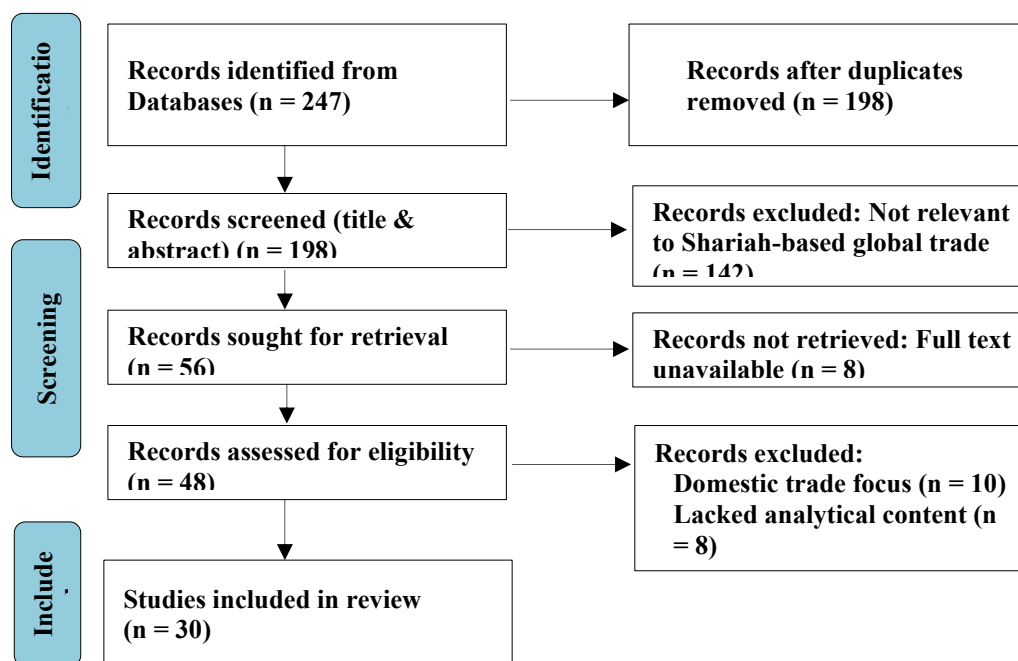 Identificatio
Records identified from
Databases (n = 247)
Records after duplicates
removed (n = 198)
Screening
Records screened (title &
abstract) (n = 198)
Records excluded: Not relevant
to Shariah-based global trade
(n = 142)
Records sought for retrieval
(n = 56)
Records not retrieved: Full text
unavailable (n = 8)
Records assessed for eligibility
(n = 48)
Records excluded:
Domestic trade focus (n = 10)
Lacked analytical content (n
= 8)
Include
Studies included in review
(n = 30)